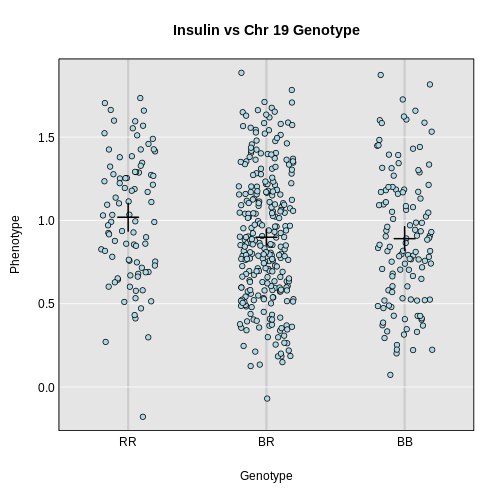 Insulin vs Chr 19 Genotype
Phenotype
1.5
1.0
0.5
0.0
RR BR BB
Genotype